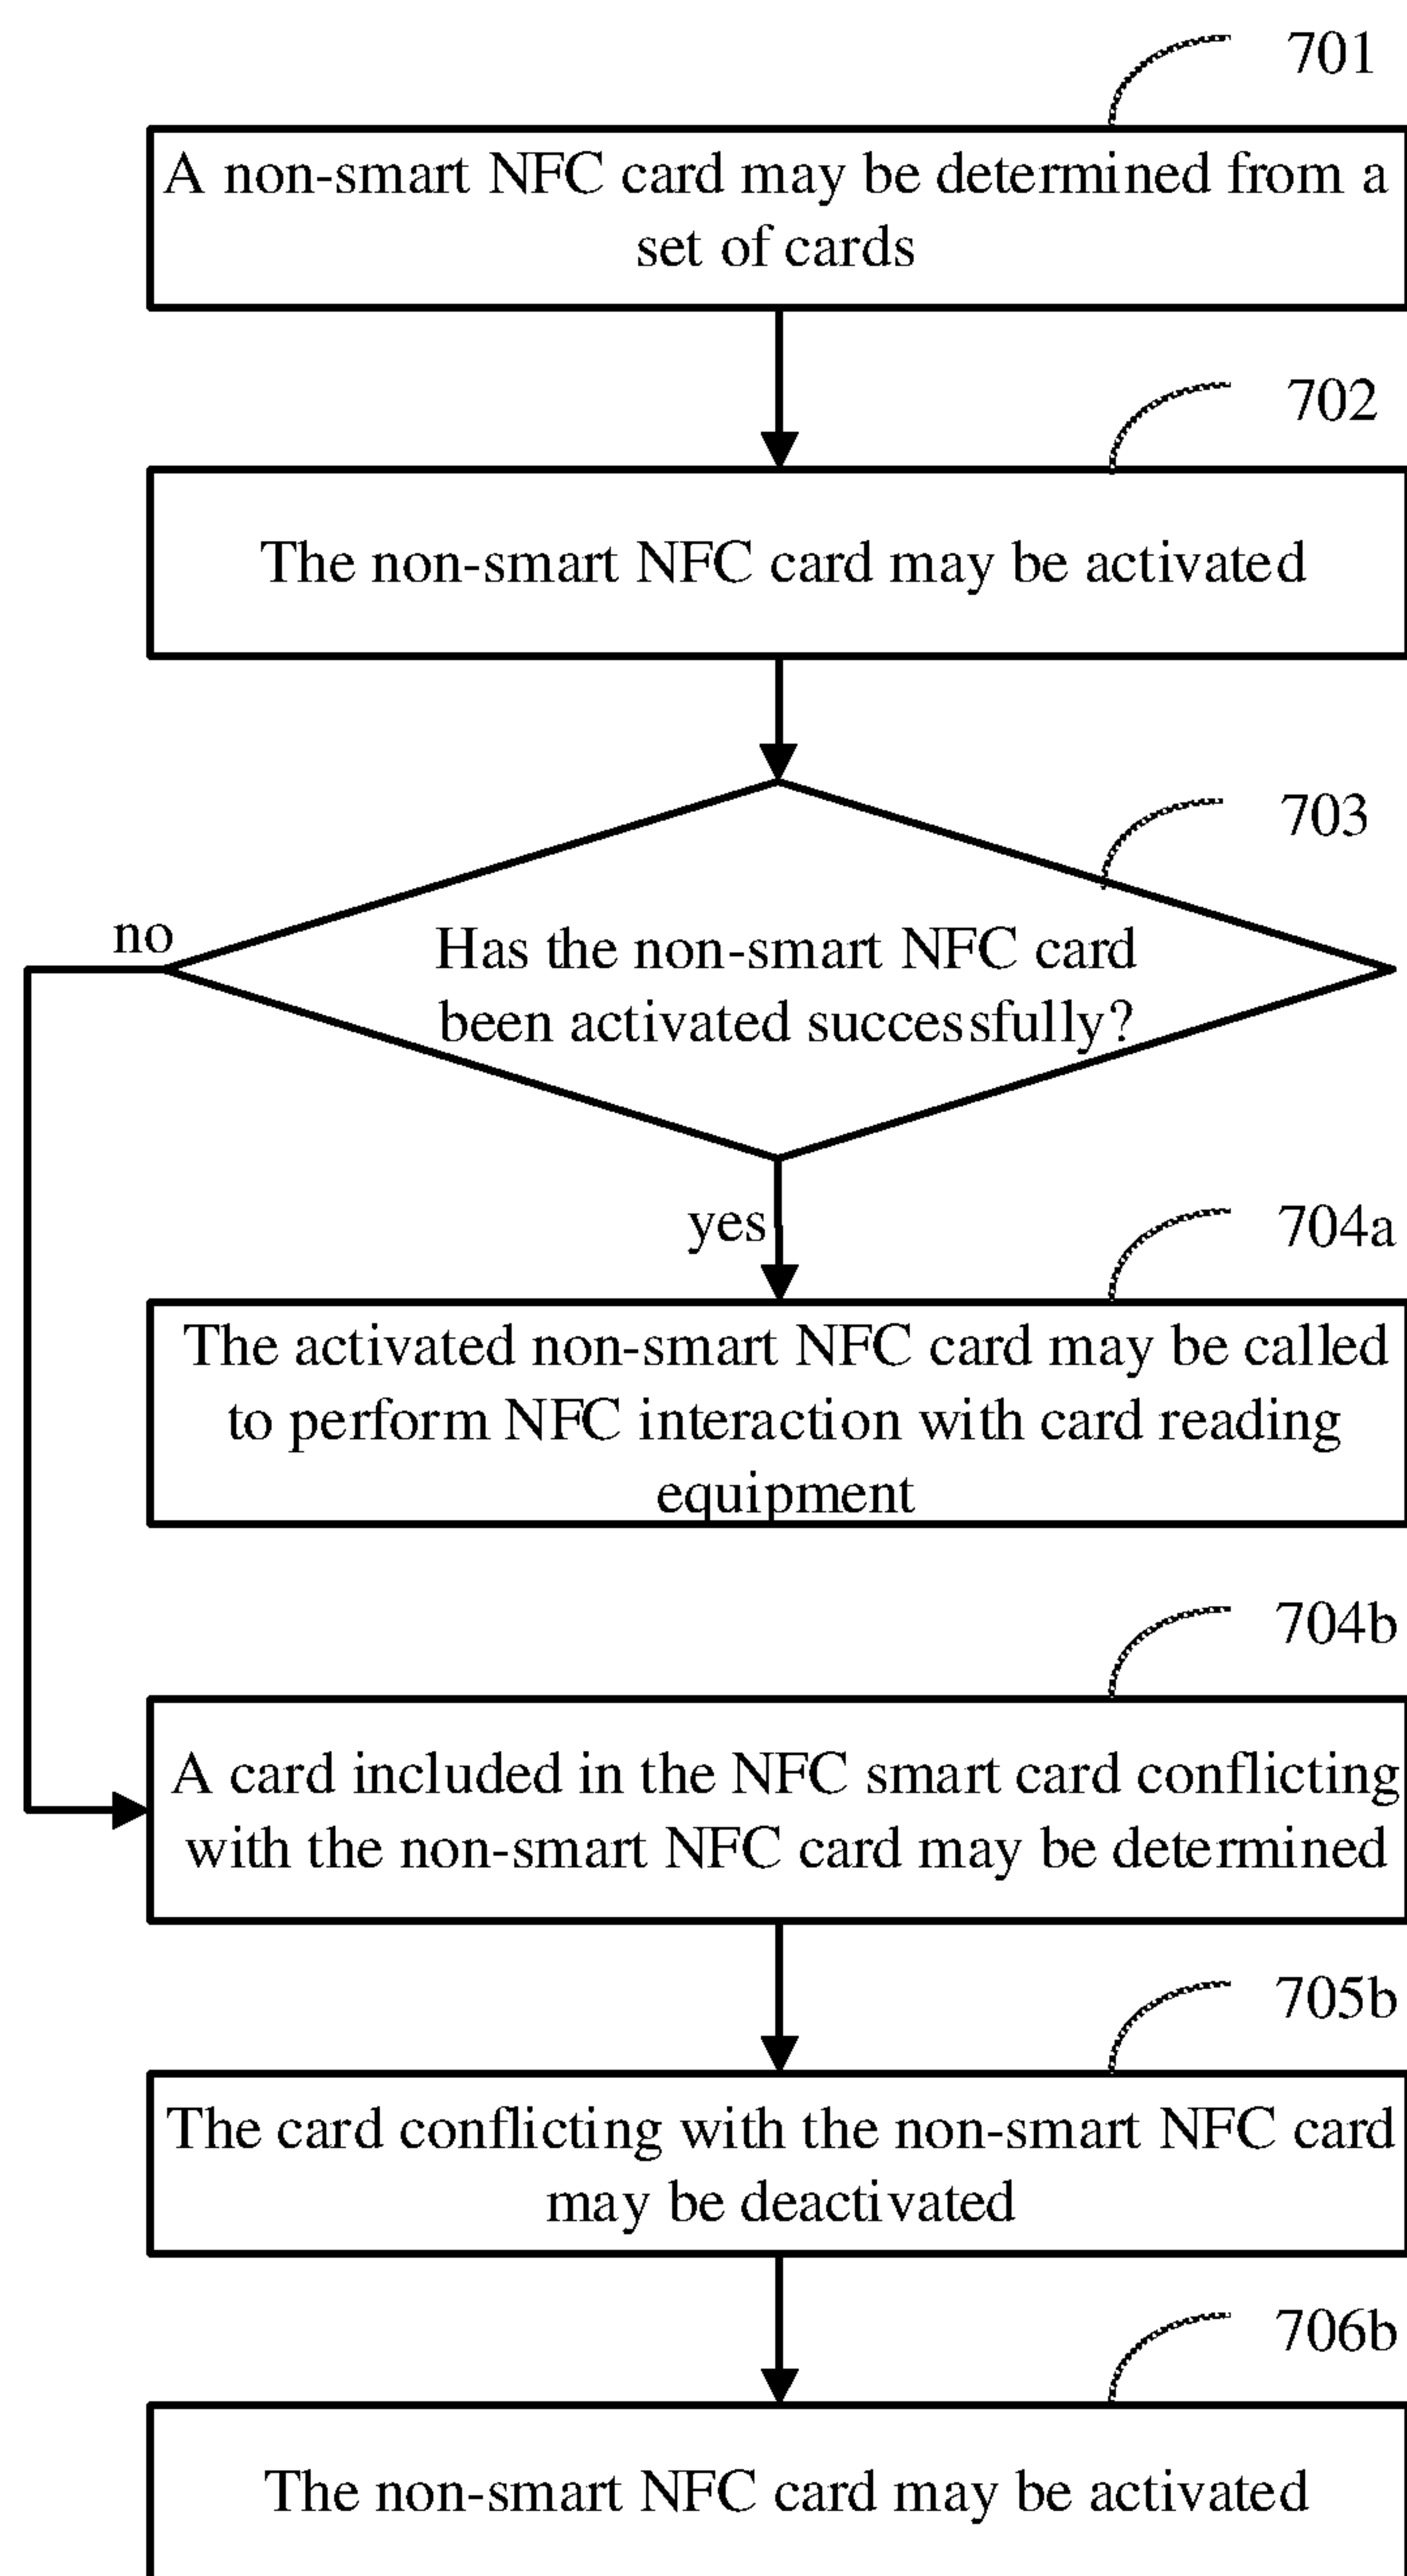 701
A non-smart NFC card may be determined from a
set of cards
702
The non-smart NFC card may be activated
703
no
Has the non-smart NFC card
been activated successfully?
yes
704a
The activated non-smart NFC card may be called
to perform NFC interaction with card reading
equipment
704b
A card included in the NFC smart card conflicting
with the non-smart NFC card may be determined
705b
The card conflicting with the non-smart NFC card
may be deactivated
706b
The non-smart NFC card may be activated